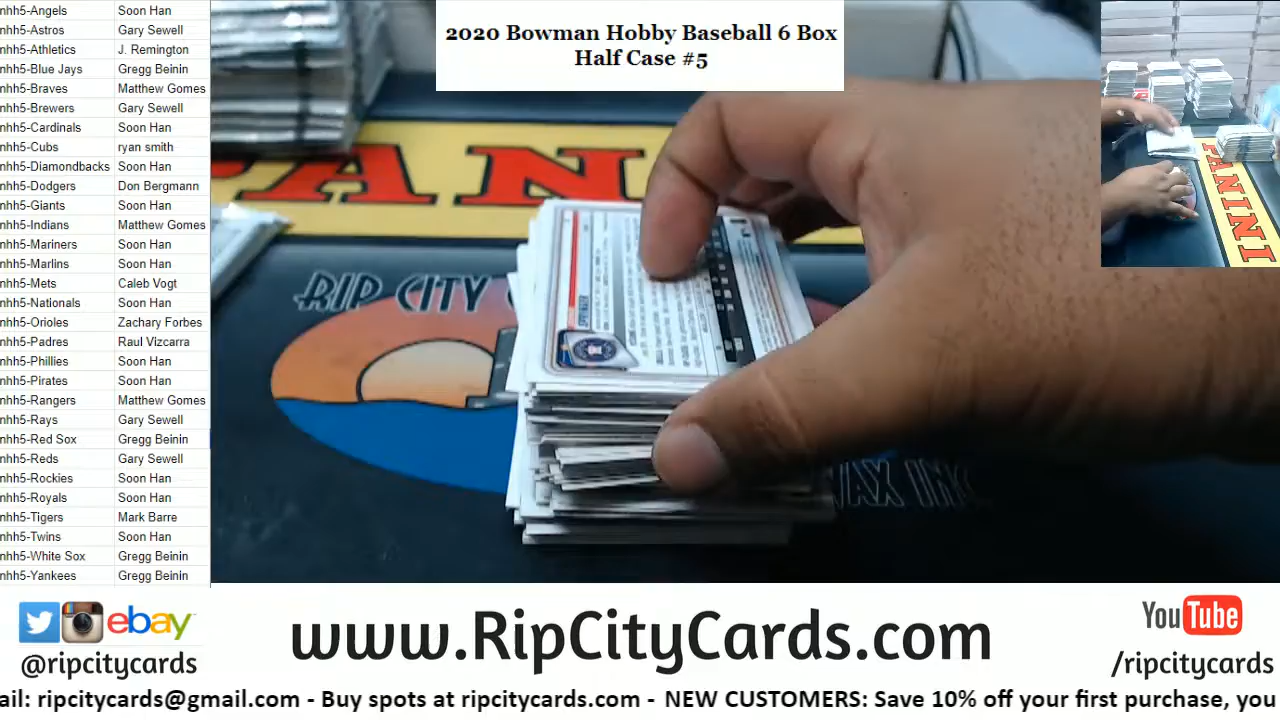 2020 Bowman Hobby Baseball 6 Box
Half Case #5
nhh5-Angels Soon Han
nhh5-Astros Gary Sewell
nhh5-Athletics J. Remington
nhh5-Blue Jays Gregg Beinin
nhh5-Braves Matthew Gomes
nhh5-Brewers Gary Sewell
nhh5-Cardinals Soon Han
nhh5-Cubs ryan smith
nhh5-Diamondbacks Soon Han
nhh5-Dodgers Don Bergmann
nhh5-Giants Soon Han
nhh5-Indians Matthew Gomes
nhh5-Mariners Soon Han
nhh5-Marlins Soon Han
nhh5-Mets Caleb Vogt
nhh5-Nationals Soon Han
nhh5-Orioles Zachary Forbes
nhh5-Padres Raul Vizcarra
nhh5-Phillies Soon Han
nhh5-Pirates Soon Han
nhh5-Rangers Matthew Gomes
nhh5-Rays Gary Sewell
nhh5-Red Sox Gregg Beinin
nhh5-Reds Gary Sewell
nhh5-Rockies Soon Han
nhh5-Royals Soon Han
nhh5-Tigers Mark Barre
nhh5-Twins Soon Han
nhh5-White Sox Gregg Beinin
nhh5-Yankees Gregg Beinin
PANINI
PANINI
RIP CITY
WAX INC
ebay
@ripcitycards
www.RipCityCards.com
YouTube
/ripcitycards
ail: ripcitycards@gmail.com - Buy spots at ripcitycards.com - NEW CUSTOMERS: Save 10% off your first purchase, you